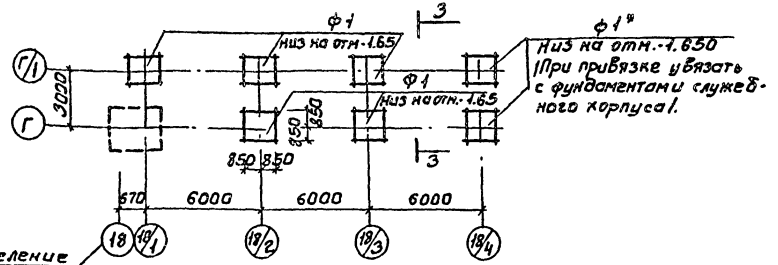 ф1
3
ф1*
низ на отм.-1.65
низ на отм.-1.650
/При привязке увязать
с фундаментами служеб-
ного корпуса/.
Г/1
3000
ф1
низ на отм.-1.65
Г
850
850
850
850
3
670
6000
6000
6000
18
18/1
18/2
18/3
18/4
еление